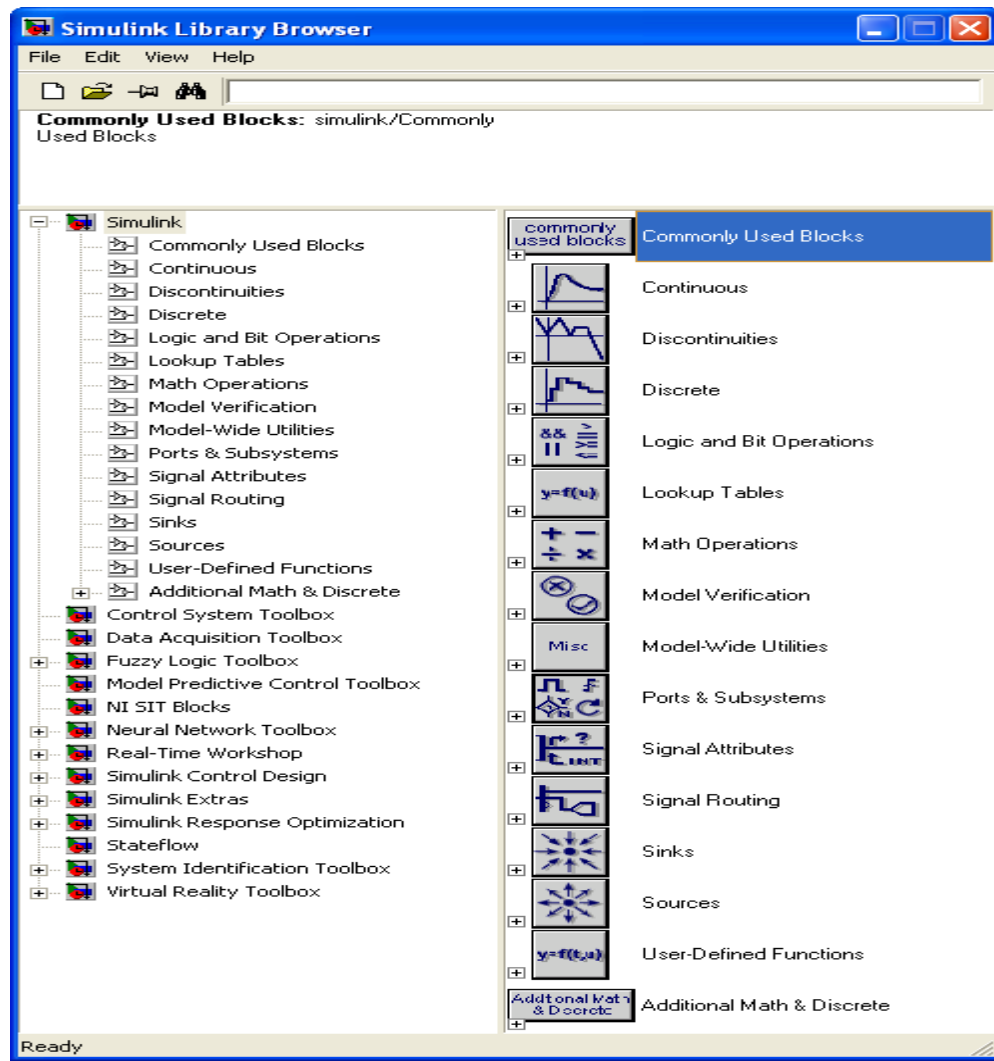 Simulink Library Browser
File Edit View Help
Commonly Used Blocks: simulink/Commonly
Used Blocks
Simulink
Commonly Used Blocks
Continuous
Discontinuities
Discrete
Logic and Bit Operations
Lookup Tables
Math Operations
Model Verification
Model-Wide Utilities
Ports & Subsystems
Signal Attributes
Signal Routing
Sinks
Sources
User-Defined Functions
Additional Math & Discrete
Control System Toolbox
Data Acquisition Toolbox
Fuzzy Logic Toolbox
Model Predictive Control Toolbox
NI SIT Blocks
Neural Network Toolbox
Real-Time Workshop
Simulink Control Design
Simulink Extras
Simulink Response Optimization
Stateflow
System Identification Toolbox
Virtual Reality Toolbox
commonly
used blocks
Commonly Used Blocks
Continuous
Discontinuities
Discrete
&& > || >= <=
Logic and Bit Operations
y=f(u)
Lookup Tables
+ − ÷ ×
Math Operations
Model Verification
Misc
Model-Wide Utilities
Y N
Ports & Subsystems
? t INT
Signal Attributes
Signal Routing
Sinks
Sources
y=f(t,u)
User-Defined Functions
Additional Math
& Discrete
Additional Math & Discrete
Ready